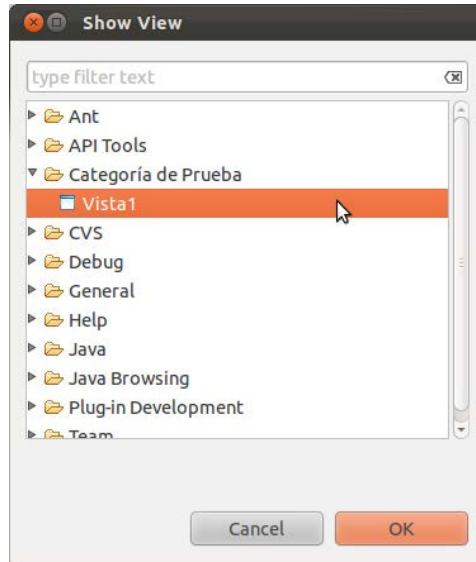 Show View
type filter text
Ant
API Tools
Categoría de Prueba
Vista1
CVS
Debug
General
Help
Java
Java Browsing
Plug-in Development
Team
Cancel OK